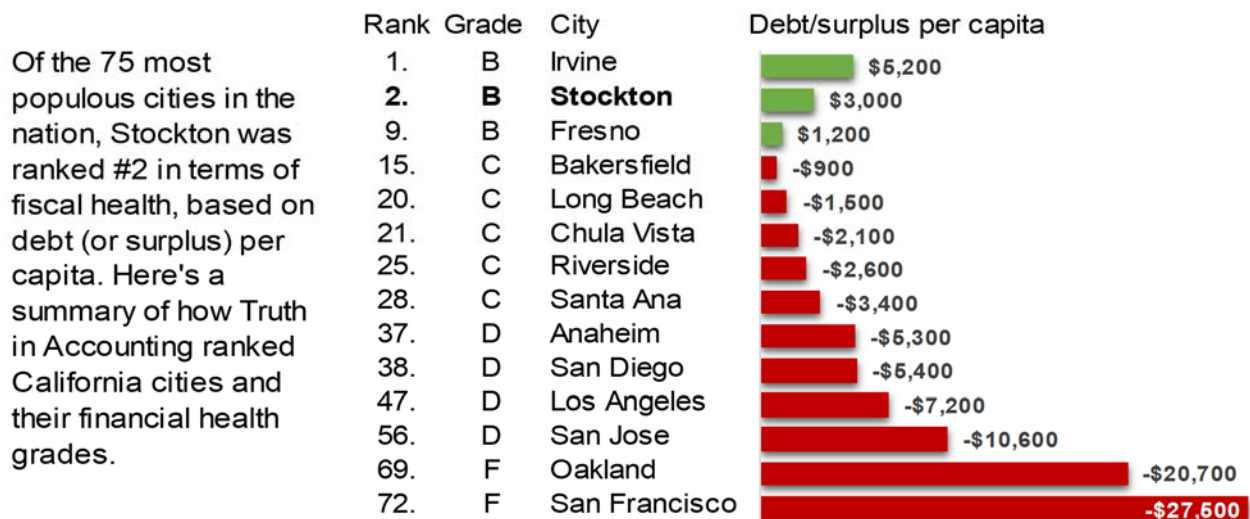 Of the 75 most
populous cities in the
nation, Stockton was
ranked #2 in terms of
fiscal health, based on
debt (or surplus) per
capita. Here's a
summary of how Truth
in Accounting ranked
California cities and
their financial health
grades.
Rank Grade City Debt/surplus per capita
1. B Irvine $5,200
2. B Stockton $3,000
9. B Fresno $1,200
15. C Bakersfield -$900
20. C Long Beach -$1,500
21. C Chula Vista -$2,100
25. C Riverside -$2,600
28. C Santa Ana -$3,400
37. D Anaheim -$5,300
38. D San Diego -$5,400
47. D Los Angeles -$7,200
56. D San Jose -$10,600
69. F Oakland -$20,700
72. F San Francisco -$27,500